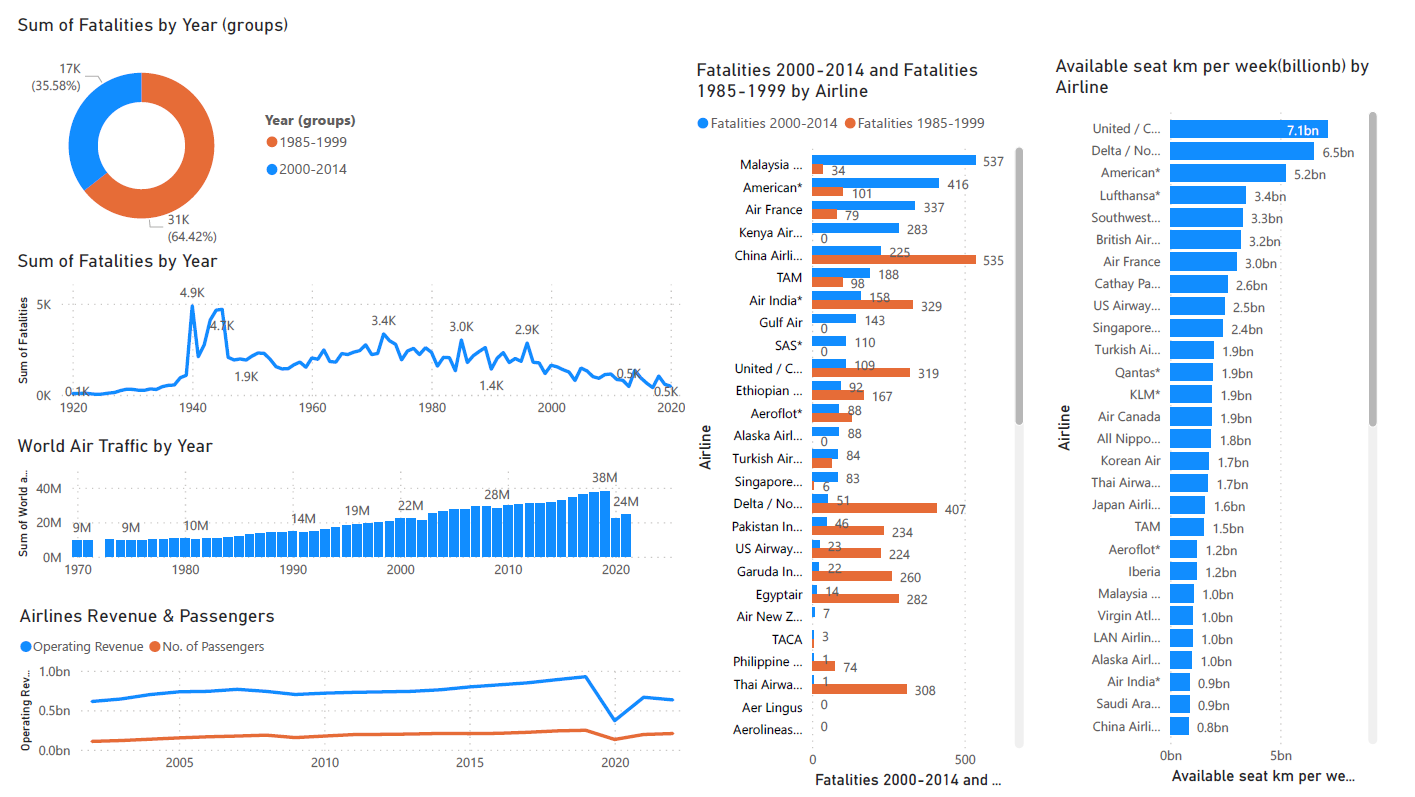 Sum of Fatalities by Year (groups)
17K
(35.58%)
31K
(64.42%)
Year (groups)
1985-1999
2000-2014
Sum of Fatalities by Year
Sum of Fatalities
5K
0K
0.1K
4.9K
4.7K
1.9K
3.4K
3.0K
1.4K
2.9K
0.5K
0.5K
1920
1940
1960
1980
2000
2020
World Air Traffic by Year
Sum of World a...
40M
20M
0M
9M
9M
10M
14M
19M
22M
28M
38M
24M
1970
1980
1990
2000
2010
2020
Airlines Revenue & Passengers
Operating Revenue
No. of Passengers
Operating Rev...
1.0bn
0.5bn
0.0bn
2005
2010
2015
2020
Fatalities 2000-2014 and Fatalities
1985-1999 by Airline
Fatalities 2000-2014
Fatalities 1985-1999
Airline
Malaysia ... 537
34
American* 416
101
Air France 337
79
Kenya Air... 283
0
China Airli... 225
535
TAM 188
98
Air India* 158
329
Gulf Air 143
0
SAS* 110
0
United / C... 109
319
Ethiopian ... 92
167
Aeroflot* 88
Alaska Airl... 88
0
Turkish Air... 84
Singapore... 83
6
Delta / No... 51
407
Pakistan In... 46
234
US Airway... 23
224
Garuda In... 22
260
Egyptair 14
282
Air New Z... 7
TACA 3
Philippine ... 1
74
Thai Airwa... 1
308
Aer Lingus 0
Aerolineas... 0
0
500
Fatalities 2000-2014 and ...
Available seat km per week(billionb) by
Airline
Airline
United / C... 7.1bn
Delta / No... 6.5bn
American* 5.2bn
Lufthansa* 3.4bn
Southwest... 3.3bn
British Air... 3.2bn
Air France 3.0bn
Cathay Pa... 2.6bn
US Airway... 2.5bn
Singapore... 2.4bn
Turkish Ai... 1.9bn
Qantas* 1.9bn
KLM* 1.9bn
Air Canada 1.9bn
All Nippo... 1.8bn
Korean Air 1.7bn
Thai Airwa... 1.7bn
Japan Airli... 1.6bn
TAM 1.5bn
Aeroflot* 1.2bn
Iberia 1.2bn
Malaysia ... 1.0bn
Virgin Atl... 1.0bn
LAN Airlin... 1.0bn
Alaska Airl... 1.0bn
Air India* 0.9bn
Saudi Ara... 0.9bn
China Airli... 0.8bn
0bn
5bn
Available seat km per we...